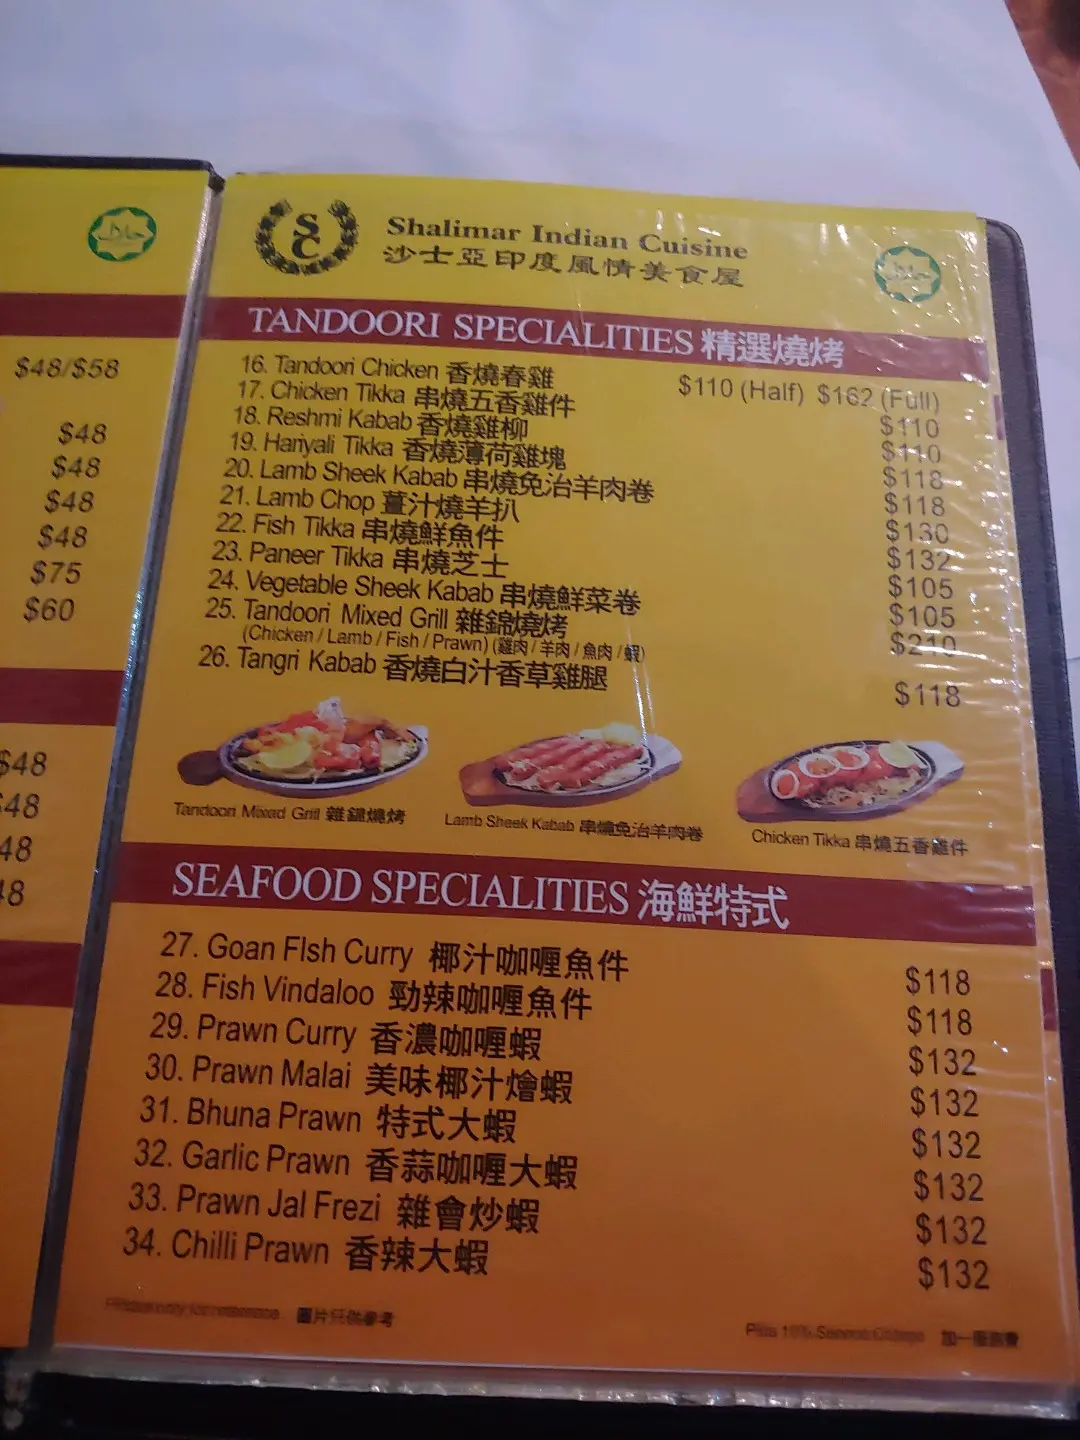 $48/$58
$48
$48
$48
$48
$75
$60
$48
48
48
48
SC
Shalimar Indian Cuisine
沙士亞印度風情美食屋
حلال
حلال
TANDOORI SPECIALITIES 精選燒烤
16. Tandoori Chicken 香燒春雞 $110 (Half) $162 (Full)
17. Chicken Tikka 串燒五香雞件 $110
18. Reshmi Kabab 香燒雞柳 $110
19. Hariyali Tikka 香燒薄荷雞塊 $118
20. Lamb Sheek Kabab 串燒免治羊肉卷 $118
21. Lamb Chop 薑汁燒羊扒 $130
22. Fish Tikka 串燒鮮魚件 $132
23. Paneer Tikka 串燒芝士 $105
24. Vegetable Sheek Kabab 串燒鮮菜卷 $105
25. Tandoori Mixed Grill 雜錦燒烤 $210
(Chicken / Lamb / Fish / Prawn) (雞肉 / 羊肉 / 魚肉 / 蝦)
26. Tangri Kabab 香燒白汁香草雞腿 $118
Tandoori Mixed Grill 雜錦燒烤
Lamb Sheek Kabab 串燒免治羊肉卷
Chicken Tikka 串燒五香雞件
SEAFOOD SPECIALITIES 海鮮特式
27. Goan FIsh Curry 椰汁咖喱魚件 $118
28. Fish Vindaloo 勁辣咖喱魚件 $118
29. Prawn Curry 香濃咖喱蝦 $132
30. Prawn Malai 美味椰汁燴蝦 $132
31. Bhuna Prawn 特式大蝦 $132
32. Garlic Prawn 香蒜咖喱大蝦 $132
33. Prawn Jal Frezi 雜會炒蝦 $132
34. Chilli Prawn 香辣大蝦 $132
圖片只供參考
Plus 10% Service Charge 加一服務費